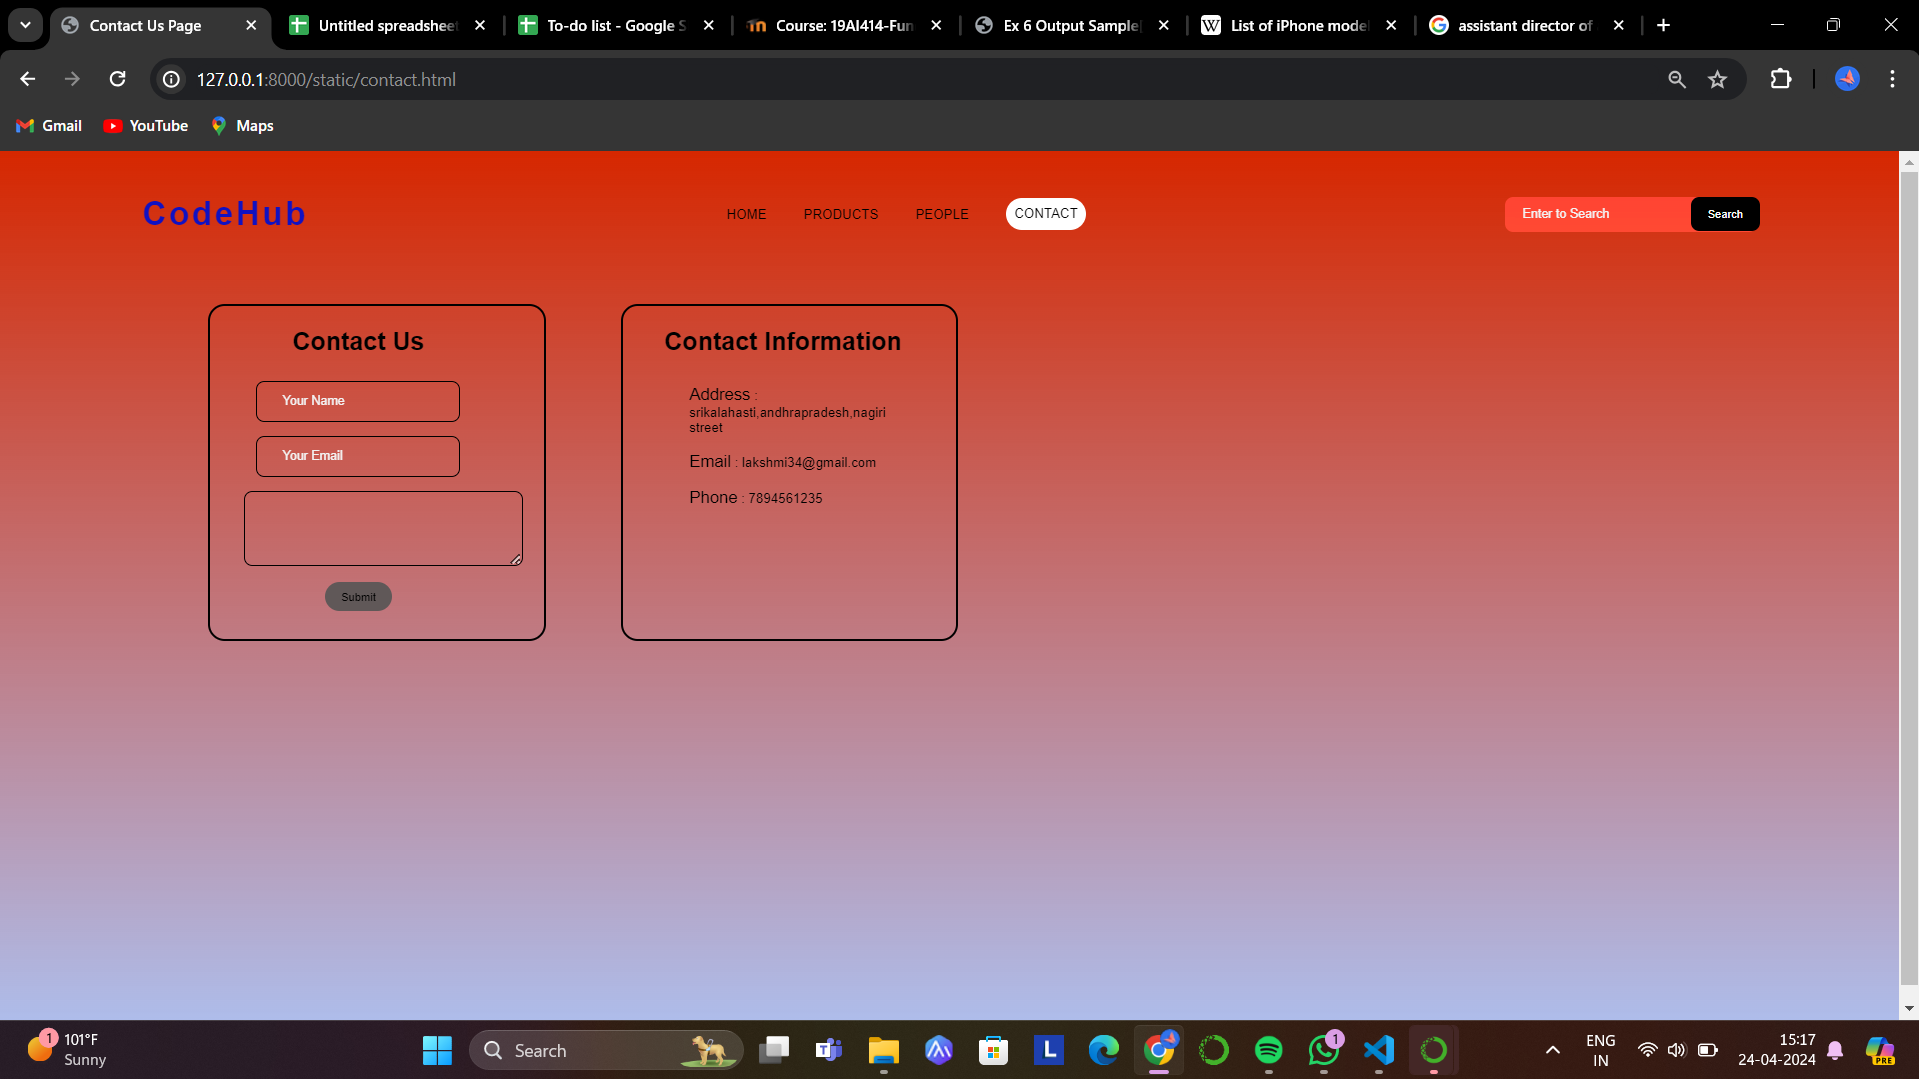 Contact Us Page
Untitled spreadsheet
To-do list - Google S
Course: 19AI414-Fun
Ex 6 Output Sample
List of iPhone model
assistant director of
127.0.0.1:8000/static/contact.html
Gmail
YouTube
Maps
CodeHub
HOME
PRODUCTS
PEOPLE
CONTACT
Enter to Search
Search
Contact Us
Your Name
Your Email
Submit
Contact Information
Address :
srikalahasti,andhrapradesh,nagiri
street
Email : lakshmi34@gmail.com
Phone : 7894561235
1
101°F
Sunny
Search
L
1
ENG
IN
15:17
24-04-2024
PRE